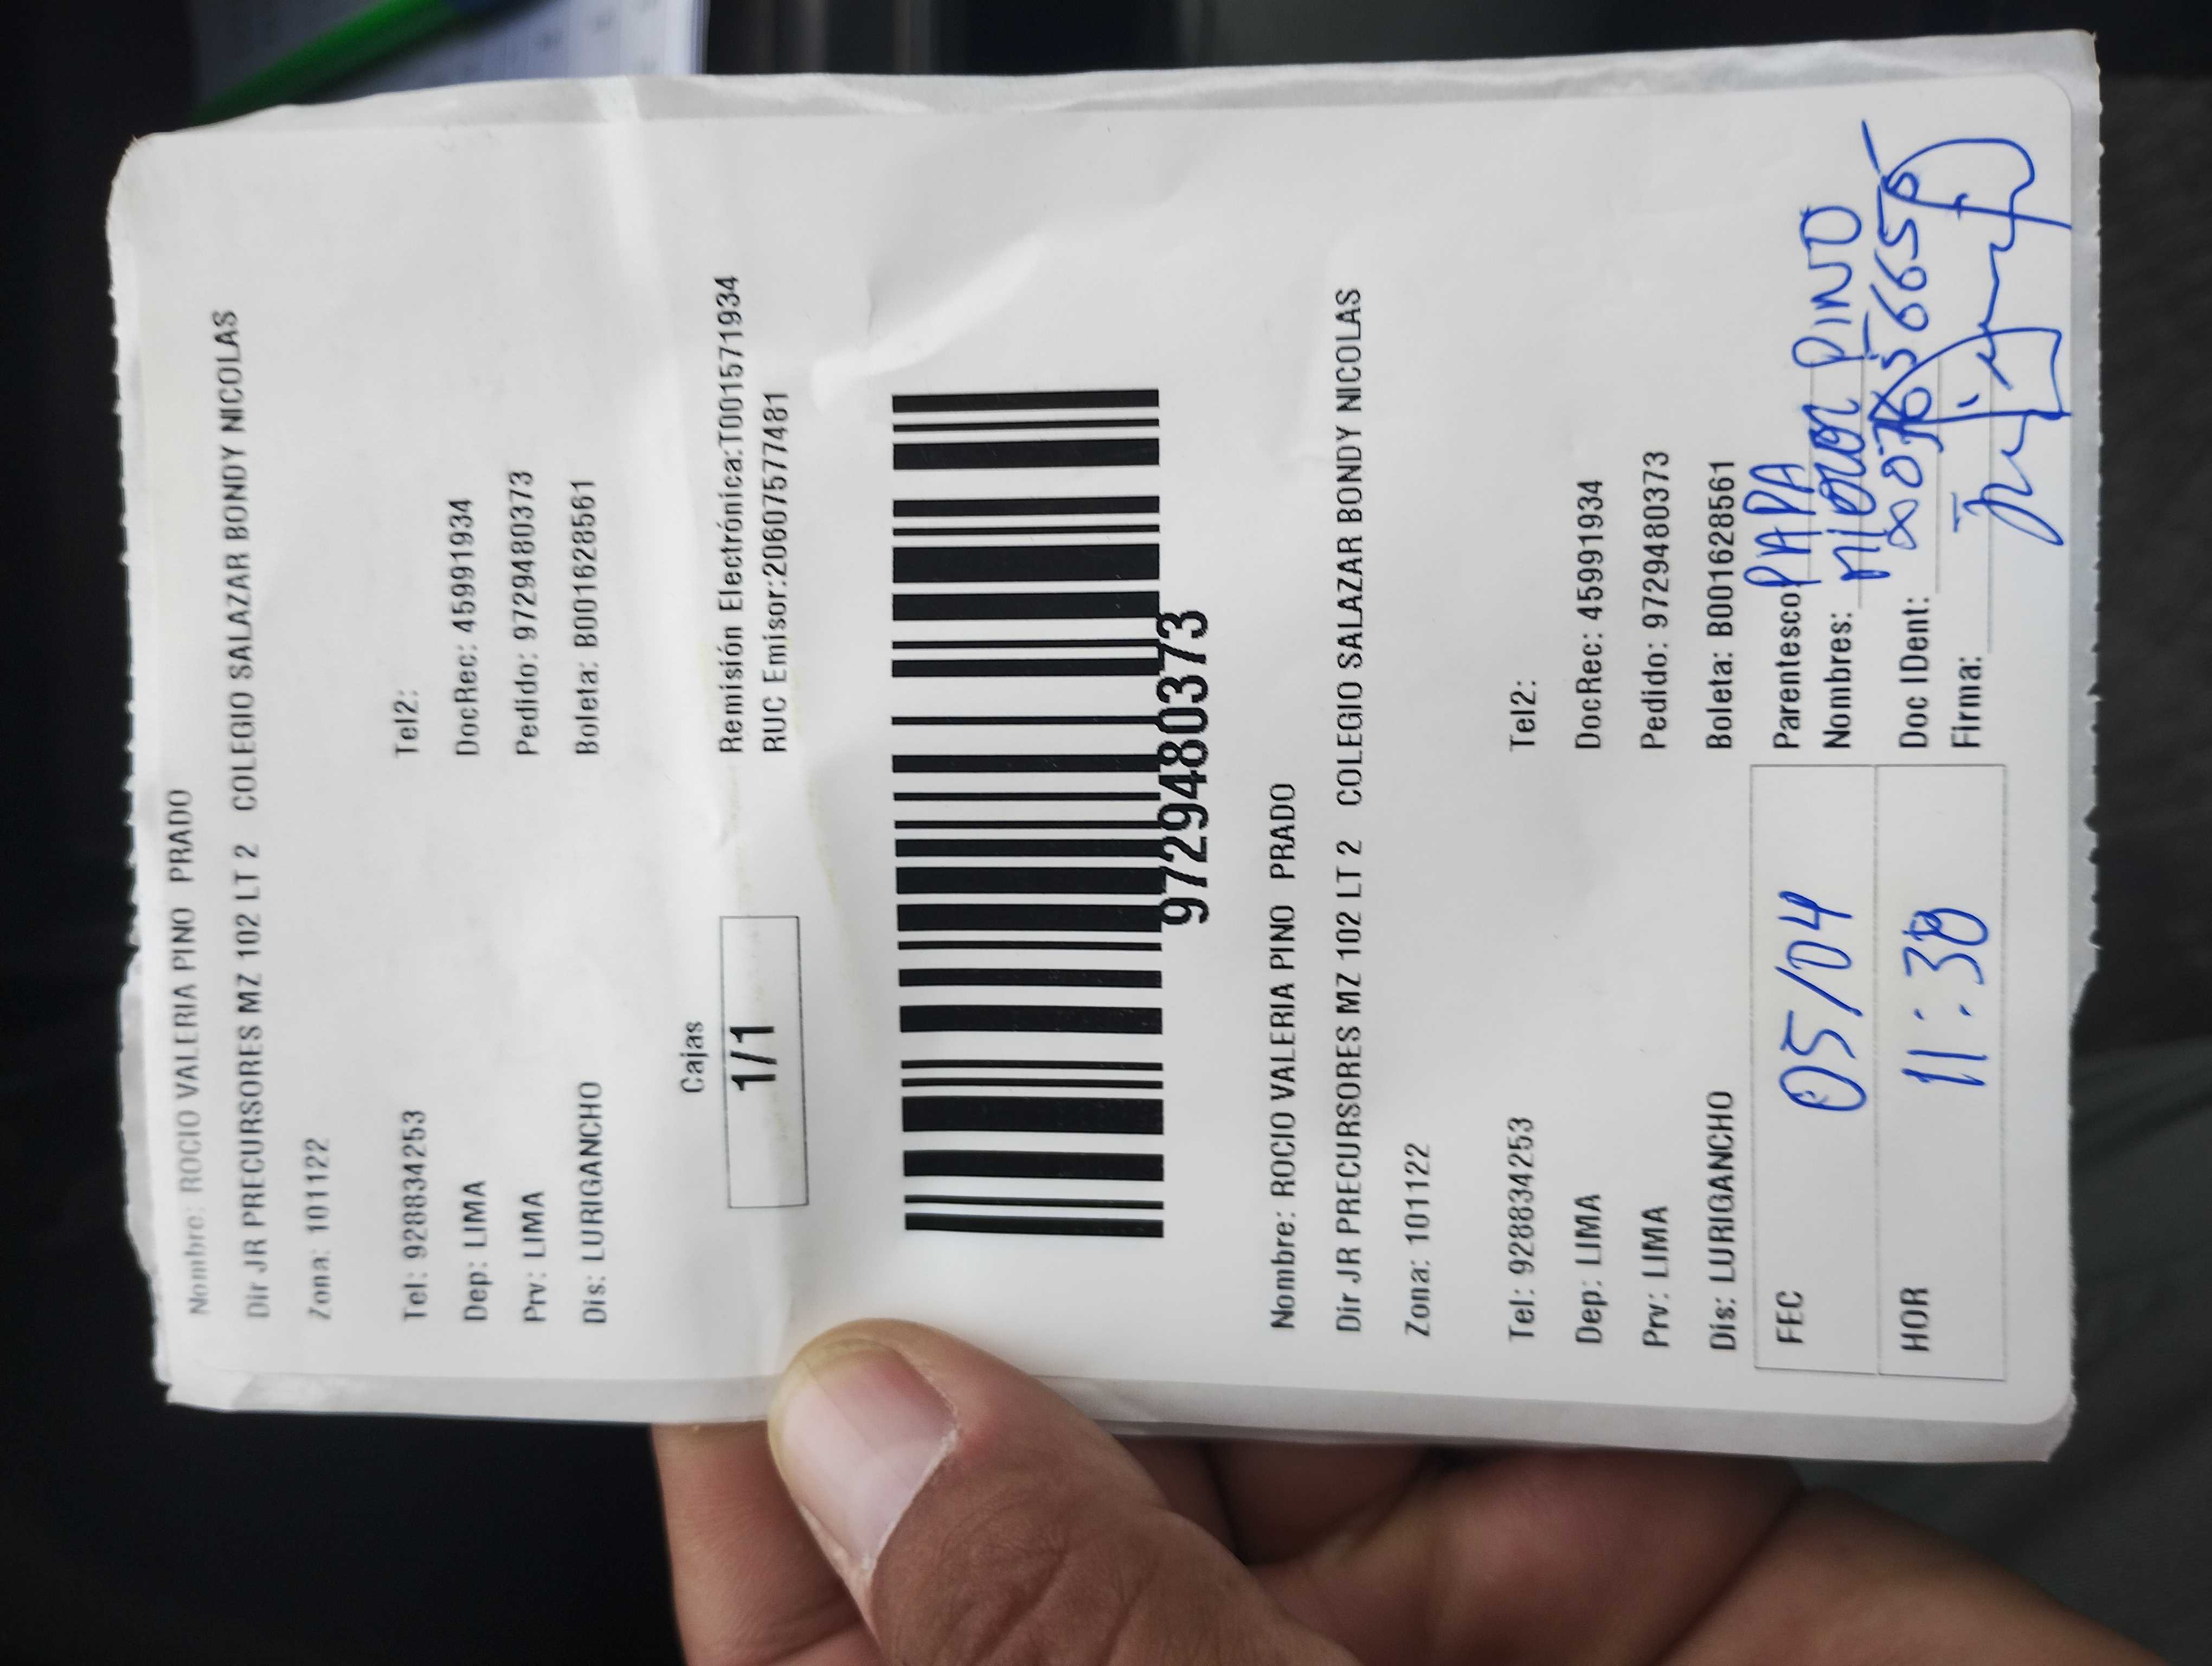 Nombre: ROCIO VALERIA PINO PRADO
Dir JR PRECURSORES MZ 102 LT 2 COLEGIO SALAZAR BONDY NICOLAS
Zona: 101122
Tel: 928834253 Tel2:
Dep: LIMA DocRec: 45991934
Prv: LIMA Pedido: 9729480373
Dis: LURIGANCHO Boleta: B001628561
Cajas
1/1
Remisión Electrónica:T001571934
RUC Emisor:20607577481
9729480373
Nombre: ROCIO VALERIA PINO PRADO
Dir JR PRECURSORES MZ 102 LT 2 COLEGIO SALAZAR BONDY NICOLAS
Zona: 101122
Tel: 928834253 Tel2:
Dep: LIMA DocRec: 45991934
Prv: LIMA Pedido: 9729480373
Dis: LURIGANCHO Boleta: B001628561
FEC 05/04 Parentesco: PAPA
Nombres: PINO
HOR 11:30 Doc IDent:
Firma: